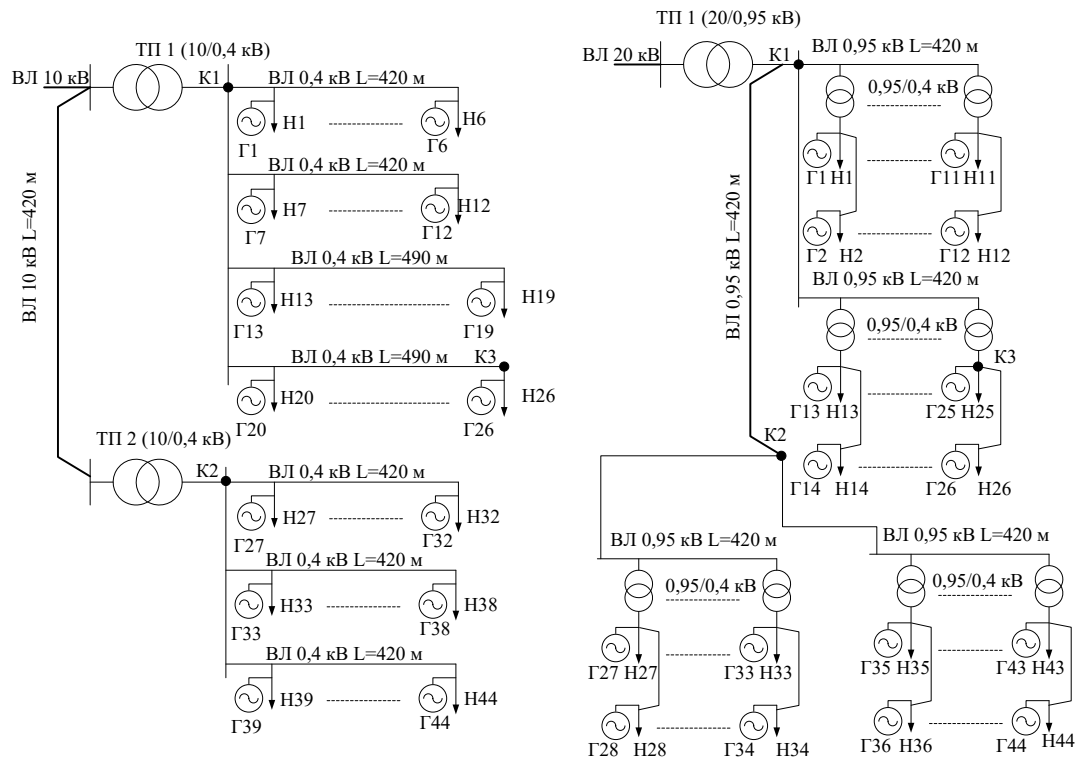 ТП 1 (10/0,4 кВ)
ВЛ 10 кВ
К1
ВЛ 0,4 кВ L=420 м
Н1
Н6
Г1
Г6
ВЛ 0,4 кВ L=420 м
Н7
Н12
Г7
Г12
ВЛ 10 кВ L=420 м
ВЛ 0,4 кВ L=490 м
Н13
Н19
Г13
Г19
ВЛ 0,4 кВ L=490 м
К3
Н20
Н26
Г20
Г26
ТП 2 (10/0,4 кВ)
К2
ВЛ 0,4 кВ L=420 м
Н27
Н32
Г27
Г32
ВЛ 0,4 кВ L=420 м
Н33
Н38
Г33
Г38
ВЛ 0,4 кВ L=420 м
Н39
Н44
Г39
Г44
ТП 1 (20/0,95 кВ)
ВЛ 20 кВ
К1
ВЛ 0,95 кВ L=420 м
0,95/0,4 кВ
Г1 Н1
Г11 Н11
Г2 Н2
Г12 Н12
ВЛ 0,95 кВ L=420 м
ВЛ 0,95 кВ L=420 м
0,95/0,4 кВ
К3
Г13 Н13
Г25 Н25
К2
Г14 Н14
Г26 Н26
ВЛ 0,95 кВ L=420 м
0,95/0,4 кВ
Г27 Н27
Г33 Н33
Г28 Н28
Г34 Н34
ВЛ 0,95 кВ L=420 м
0,95/0,4 кВ
Г35 Н35
Г43 Н43
Г36 Н36
Г44 Н44